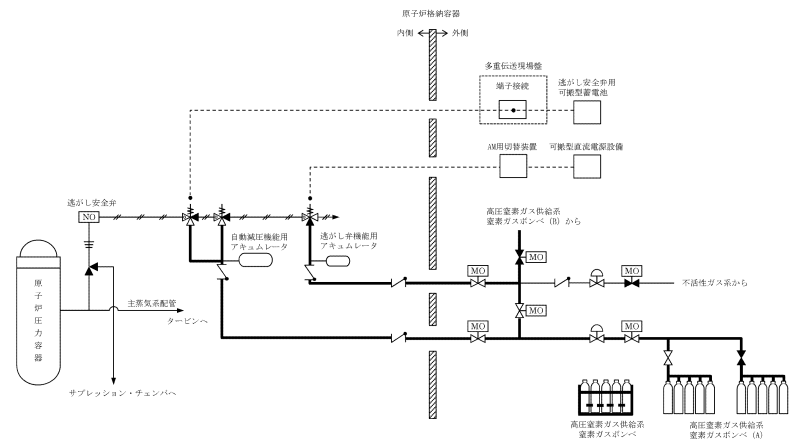 原子炉格納容器
内側
外側
多重伝送現場盤
端子接続
逃がし安全弁用
可搬型蓄電池
AM用切替装置
可搬型直流電源設備
逃がし安全弁
NO
高圧窒素ガス供給系
窒素ガスボンベ（B）から
自動減圧機能用
アキュムレータ
逃がし弁機能用
アキュムレータ
MO
MO
MO
不活性ガス系から
原子炉圧力容器
主蒸気系配管
タービンへ
MO
MO
MO
サプレッション・チェンバへ
高圧窒素ガス供給系
窒素ガスボンベ
高圧窒素ガス供給系
窒素ガスボンベ（A）